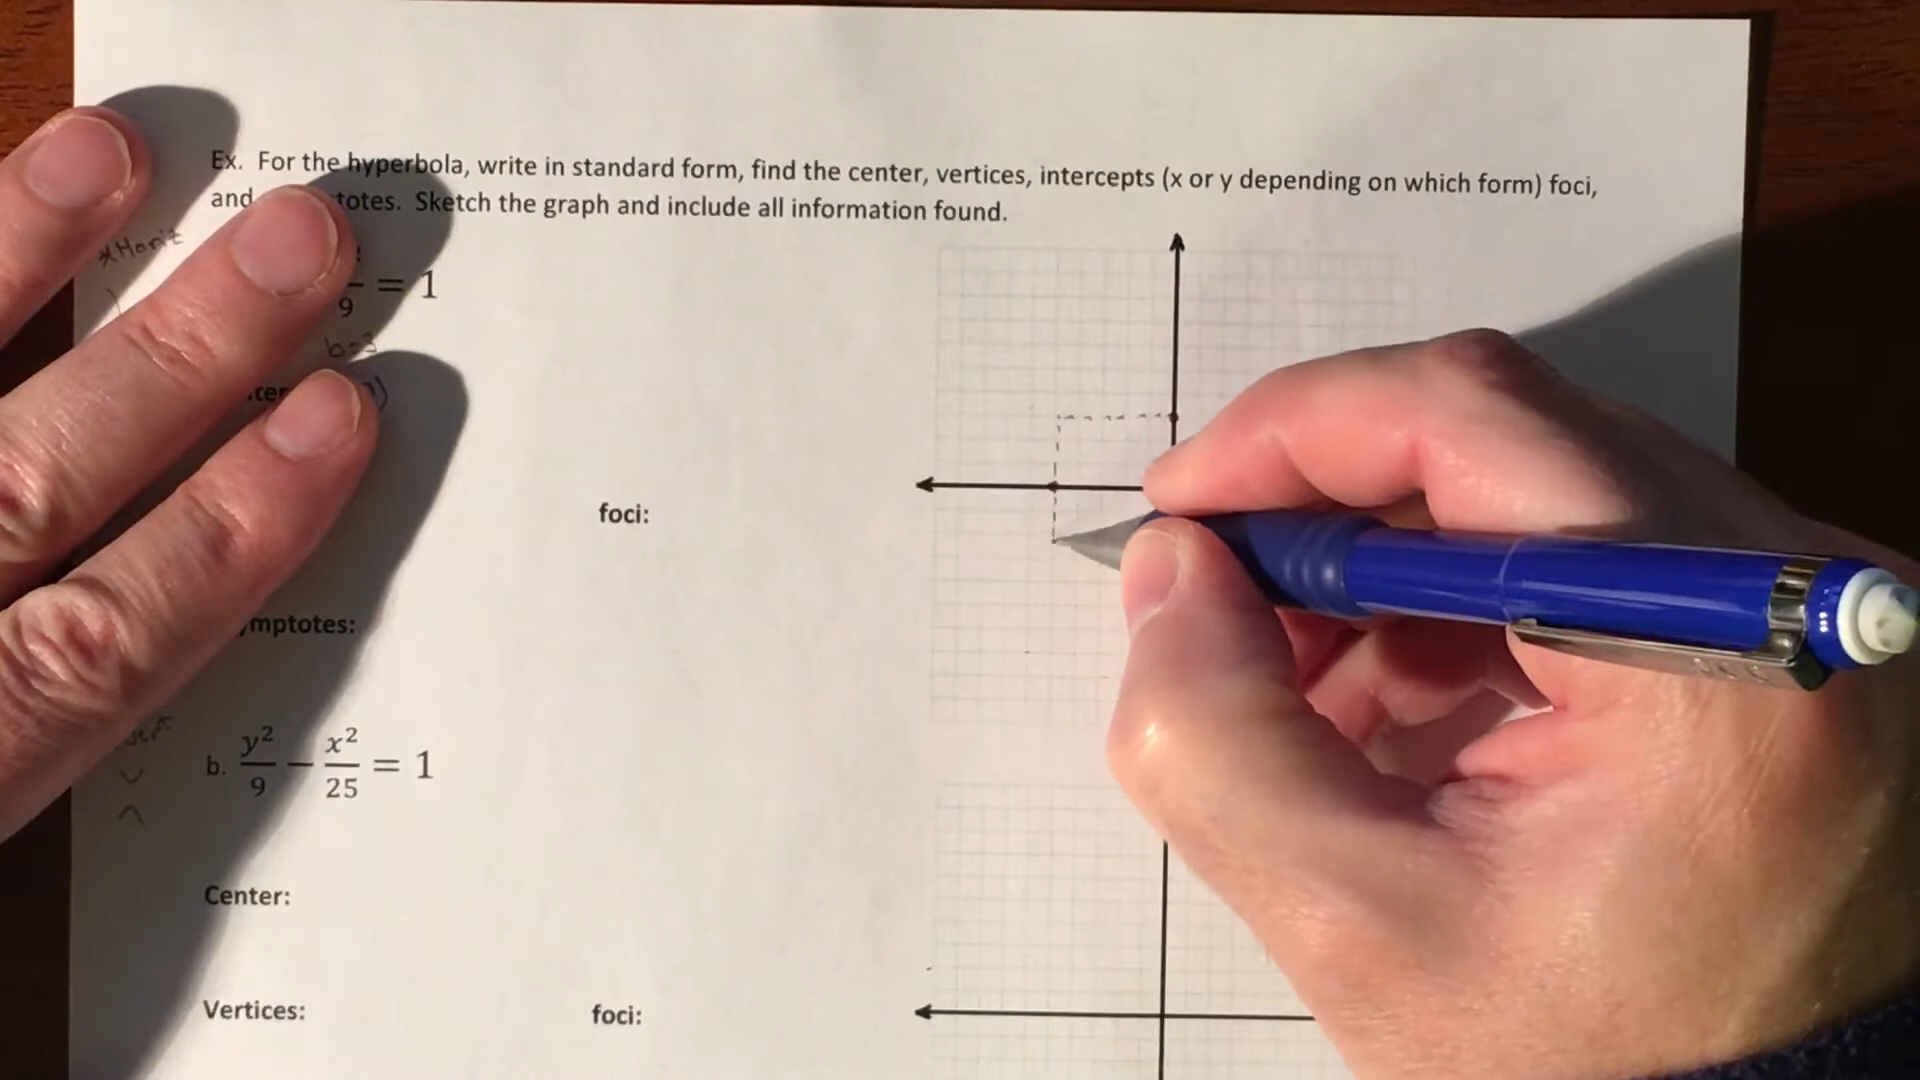 Ex. For the hyperbola, write in standard form, find the center, vertices, intercepts (x or y depending on which form) foci,
and totes. Sketch the graph and include all information found.
*Horiz
9 = 1
b=3
foci:
mptotes:
b. y² / 9 − x² / 25 = 1
Center:
Vertices: foci: